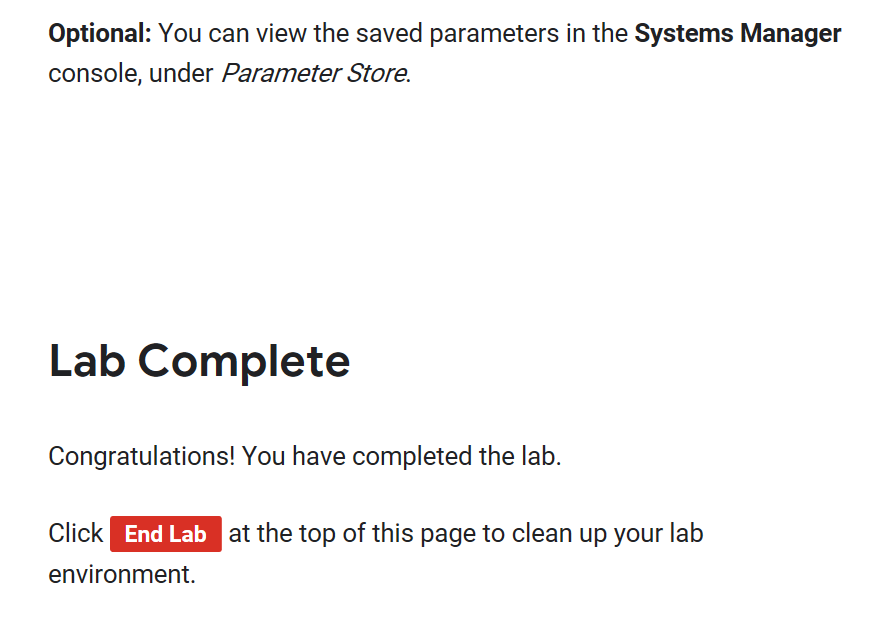 Optional: You can view the saved parameters in the Systems Manager
console, under Parameter Store.
Lab Complete
Congratulations! You have completed the lab.
Click End Lab at the top of this page to clean up your lab
environment.